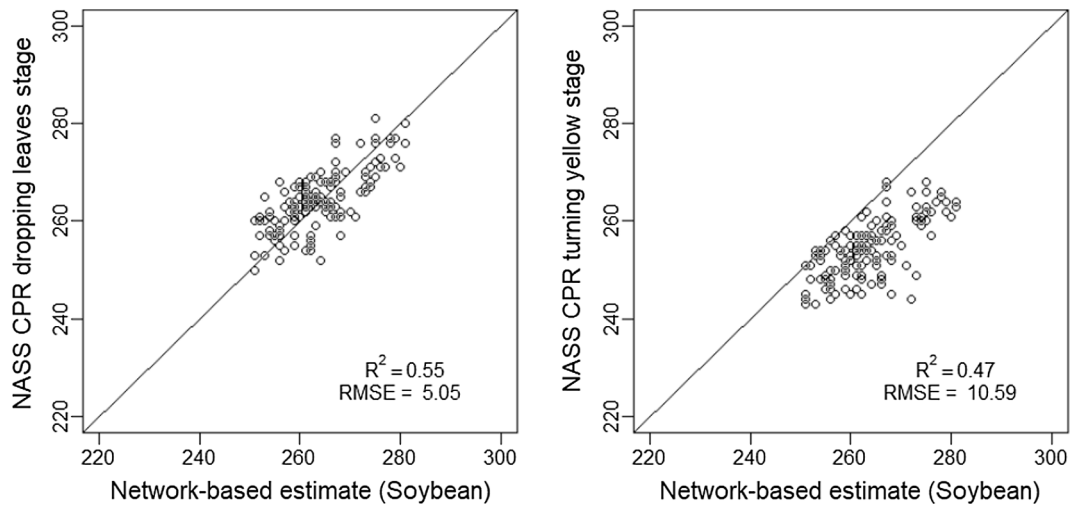 NASS CPR dropping leaves stage
300
280
260
240
220
R² = 0.55
RMSE = 5.05
220 240 260 280 300
Network-based estimate (Soybean)
NASS CPR turning yellow stage
300
280
260
240
220
R² = 0.47
RMSE = 10.59
220 240 260 280 300
Network-based estimate (Soybean)